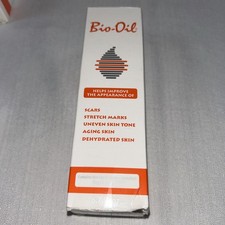 Bio-Oil
HELPS IMPROVE
THE APPEARANCE OF
SCARS
STRETCH MARKS
UNEVEN SKIN TONE
AGING SKIN
DEHYDRATED SKIN